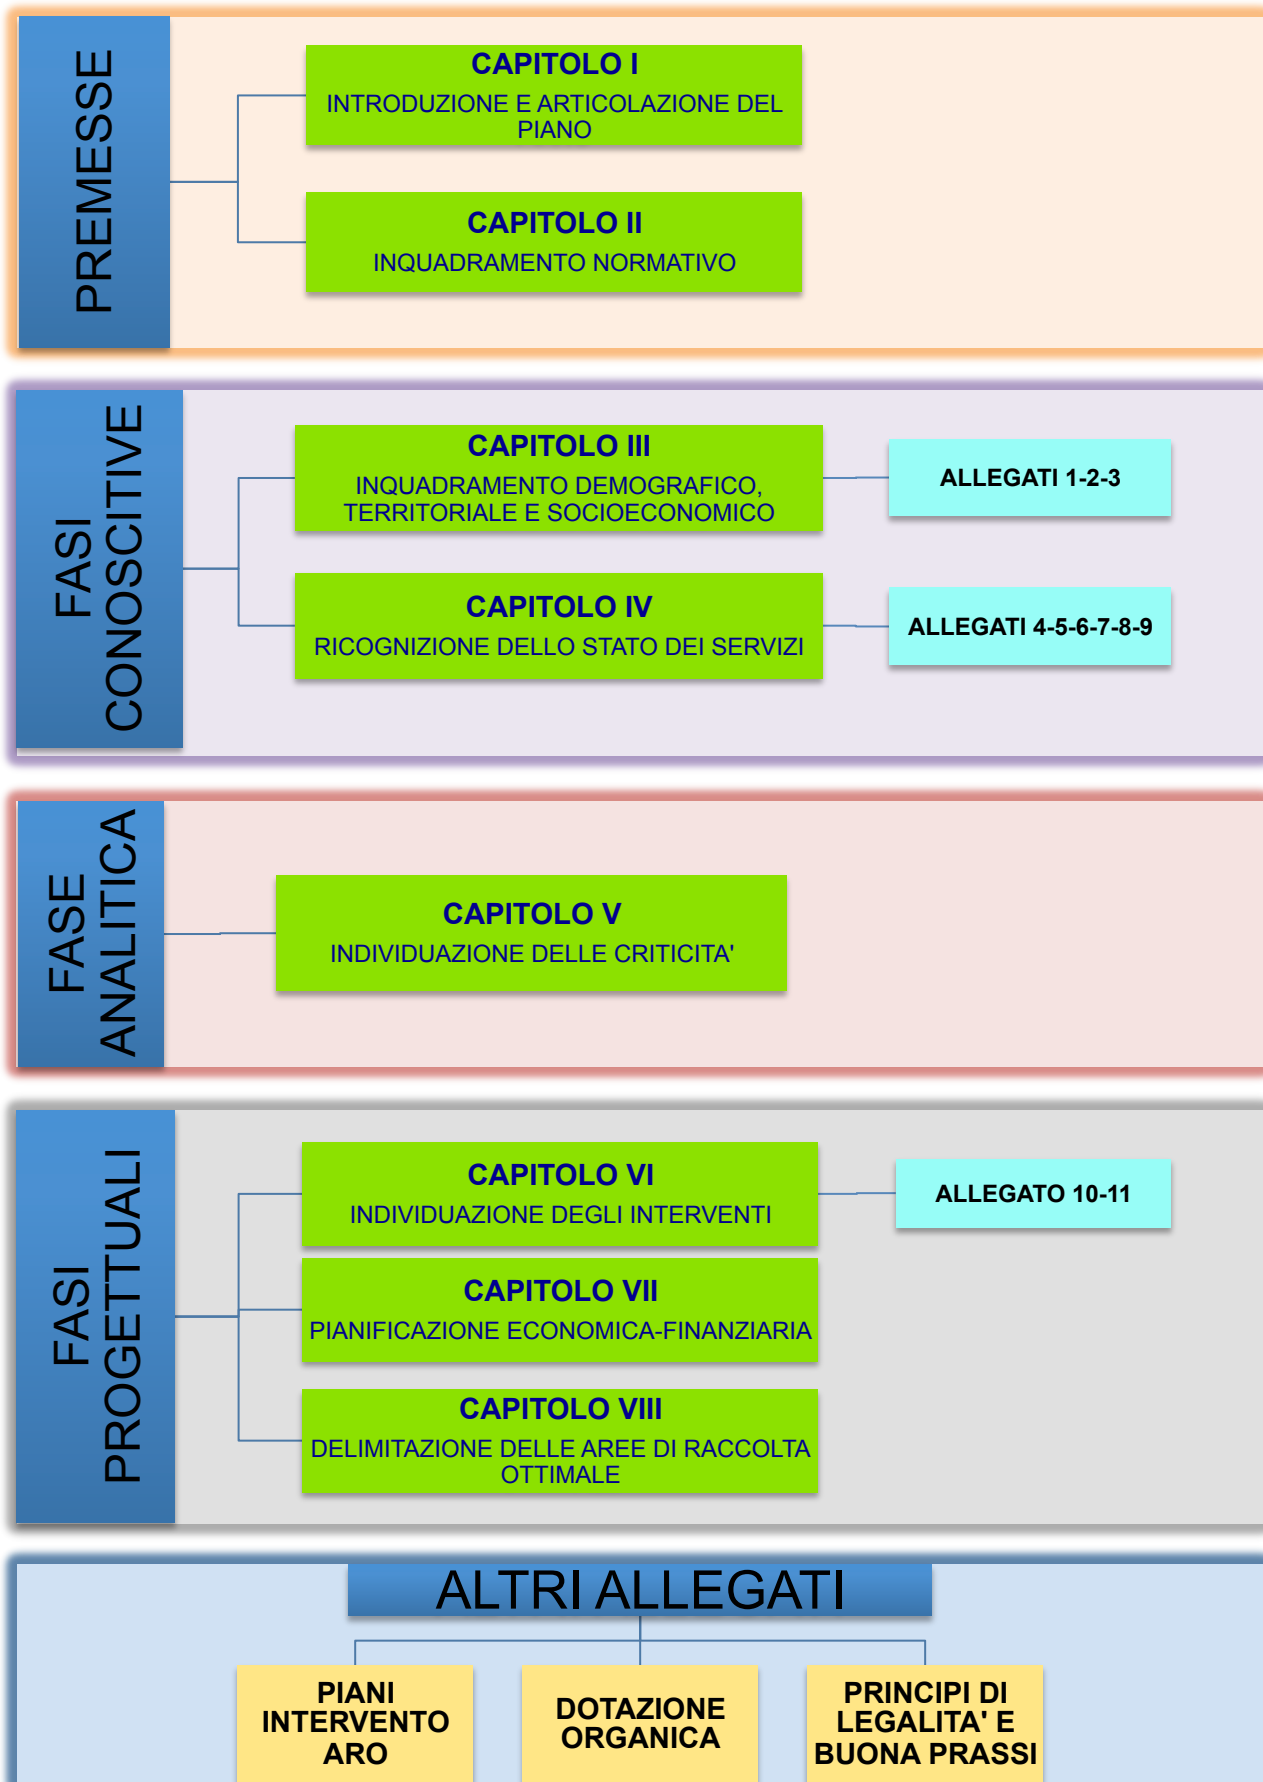 PREMESSE
CAPITOLO I
INTRODUZIONE E ARTICOLAZIONE DEL
PIANO
CAPITOLO II
INQUADRAMENTO NORMATIVO
FASI
CONOSCITIVE
CAPITOLO III
INQUADRAMENTO DEMOGRAFICO,
TERRITORIALE E SOCIOECONOMICO
ALLEGATI 1-2-3
CAPITOLO IV
RICOGNIZIONE DELLO STATO DEI SERVIZI
ALLEGATI 4-5-6-7-8-9
FASE
ANALITICA
CAPITOLO V
INDIVIDUAZIONE DELLE CRITICITA'
FASI
PROGETTUALI
CAPITOLO VI
INDIVIDUAZIONE DEGLI INTERVENTI
ALLEGATO 10-11
CAPITOLO VII
PIANIFICAZIONE ECONOMICA-FINANZIARIA
CAPITOLO VIII
DELIMITAZIONE DELLE AREE DI RACCOLTA
OTTIMALE
ALTRI ALLEGATI
PIANI
INTERVENTO
ARO
DOTAZIONE
ORGANICA
PRINCIPI DI
LEGALITA' E
BUONA PRASSI